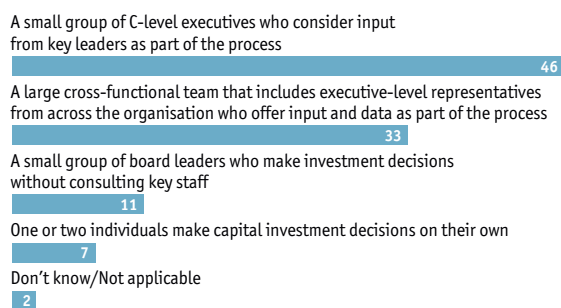 A small group of C-level executives who consider input
from key leaders as part of the process
46
A large cross-functional team that includes executive-level representatives
from across the organisation who offer input and data as part of the process
33
A small group of board leaders who make investment decisions
without consulting key staff
11
One or two individuals make capital investment decisions on their own
7
Don’t know/Not applicable
2